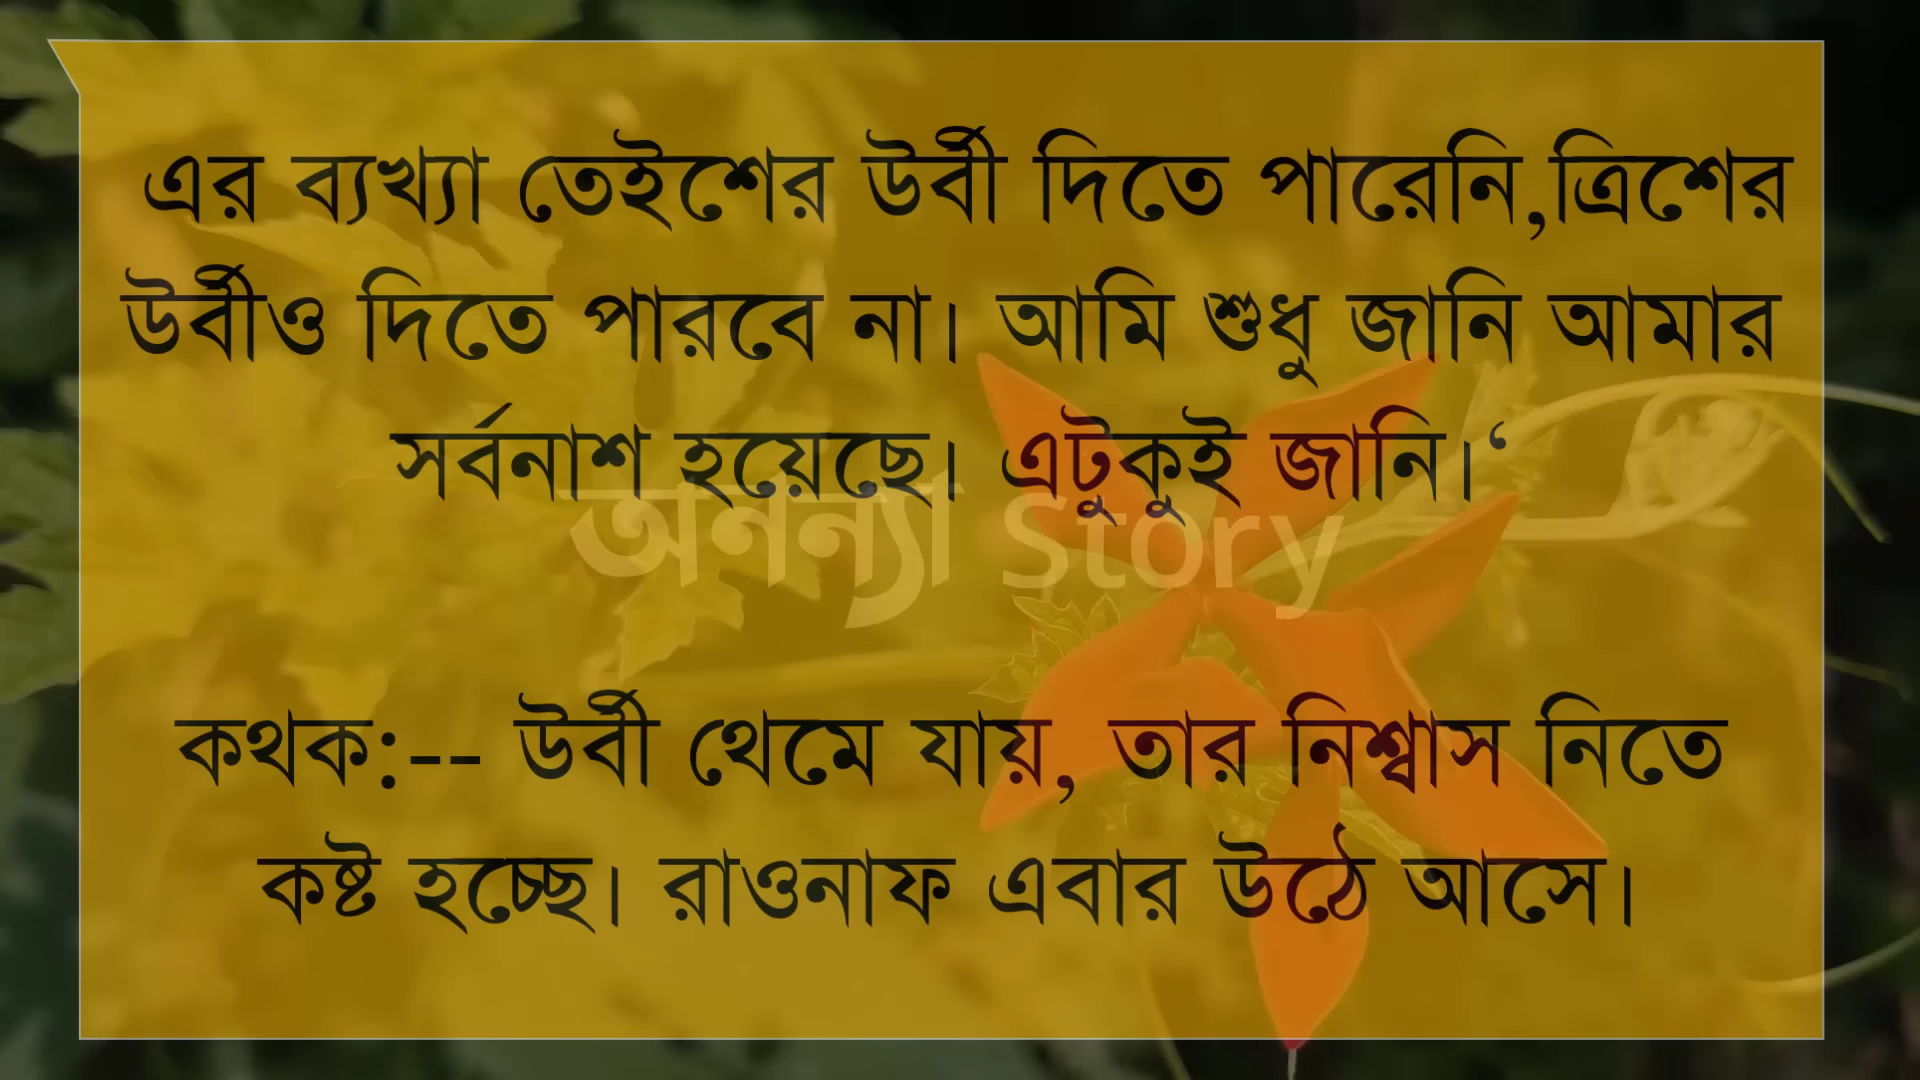 এর ব্যখ্যা তেইশের উর্বী দিতে পারেনি,ত্রিশের
উর্বীও দিতে পারবে না। আমি শুধু জানি আমার
সর্বনাশ হয়েছে। এটুকুই জানি।‘
অনন্যা Story
কথক:-- উর্বী থেমে যায়, তার নিশ্বাস নিতে
কষ্ট হচ্ছে। রাওনাফ এবার উঠে আসে।